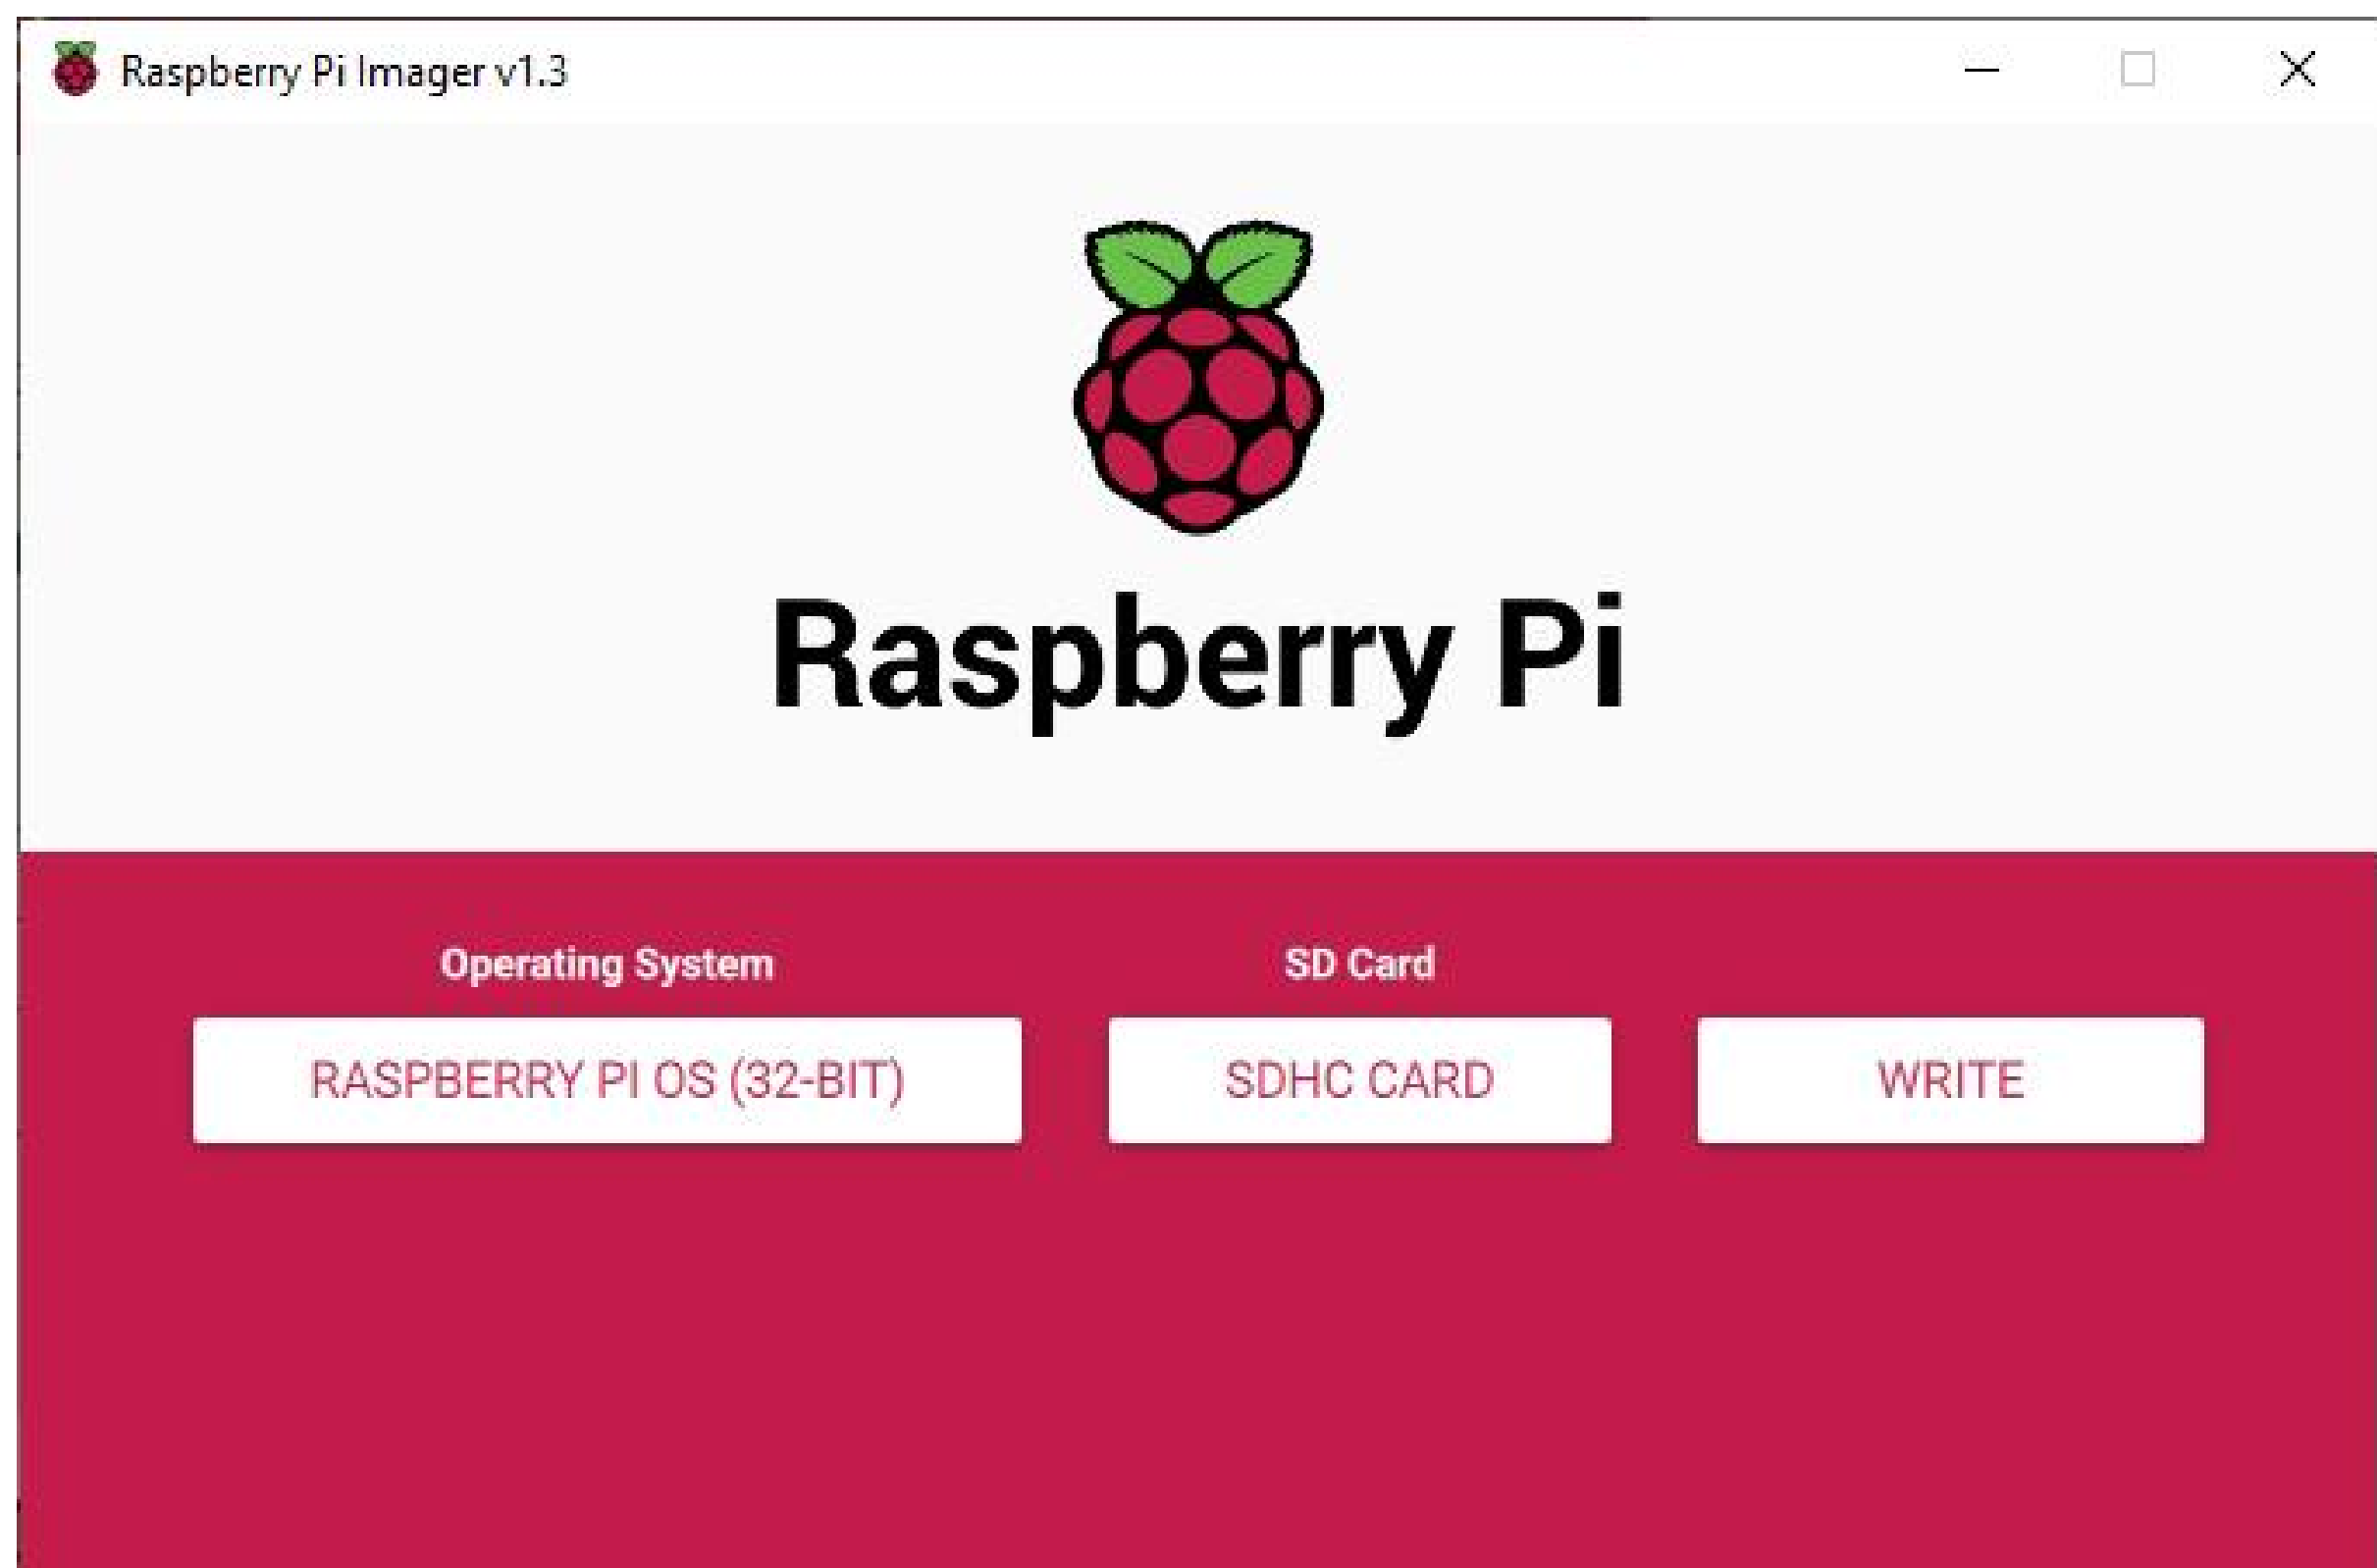 Raspberry Pi Imager v1.3
Raspberry Pi
Operating System
SD Card
RASPBERRY PI OS (32-BIT)
SDHC CARD
WRITE